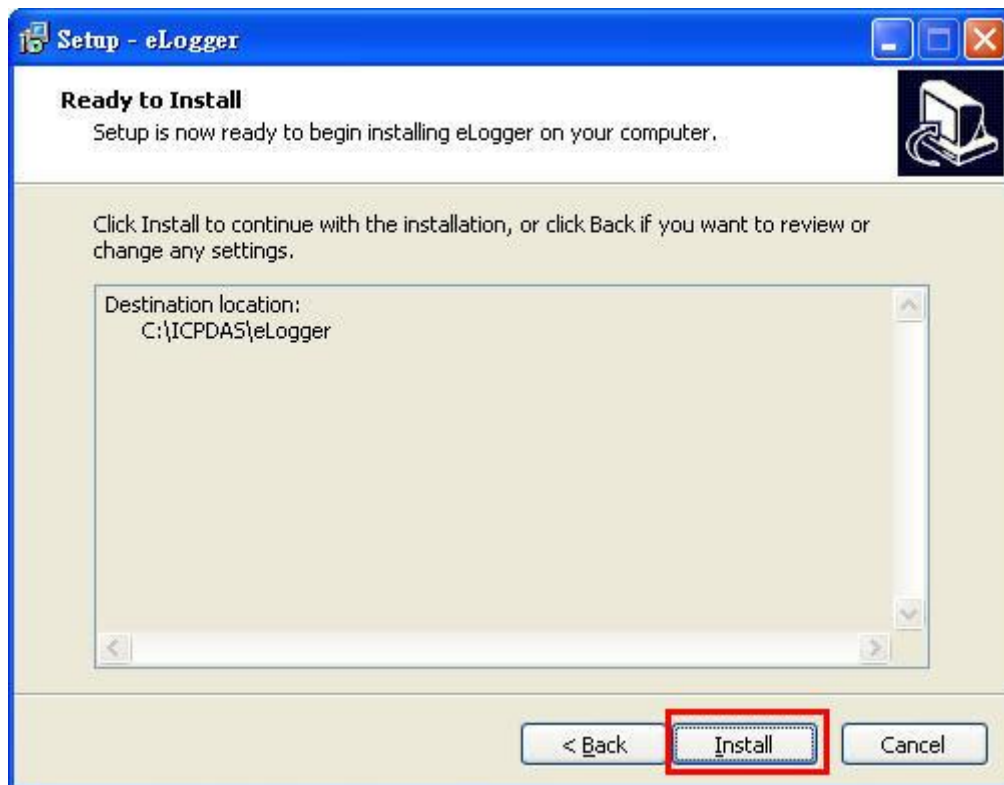 Setup - eLogger
Ready to Install
Setup is now ready to begin installing eLogger on your computer.
Click Install to continue with the installation, or click Back if you want to review or
change any settings.
Destination location:
C:\ICPDAS\eLogger
< Back
Install
Cancel